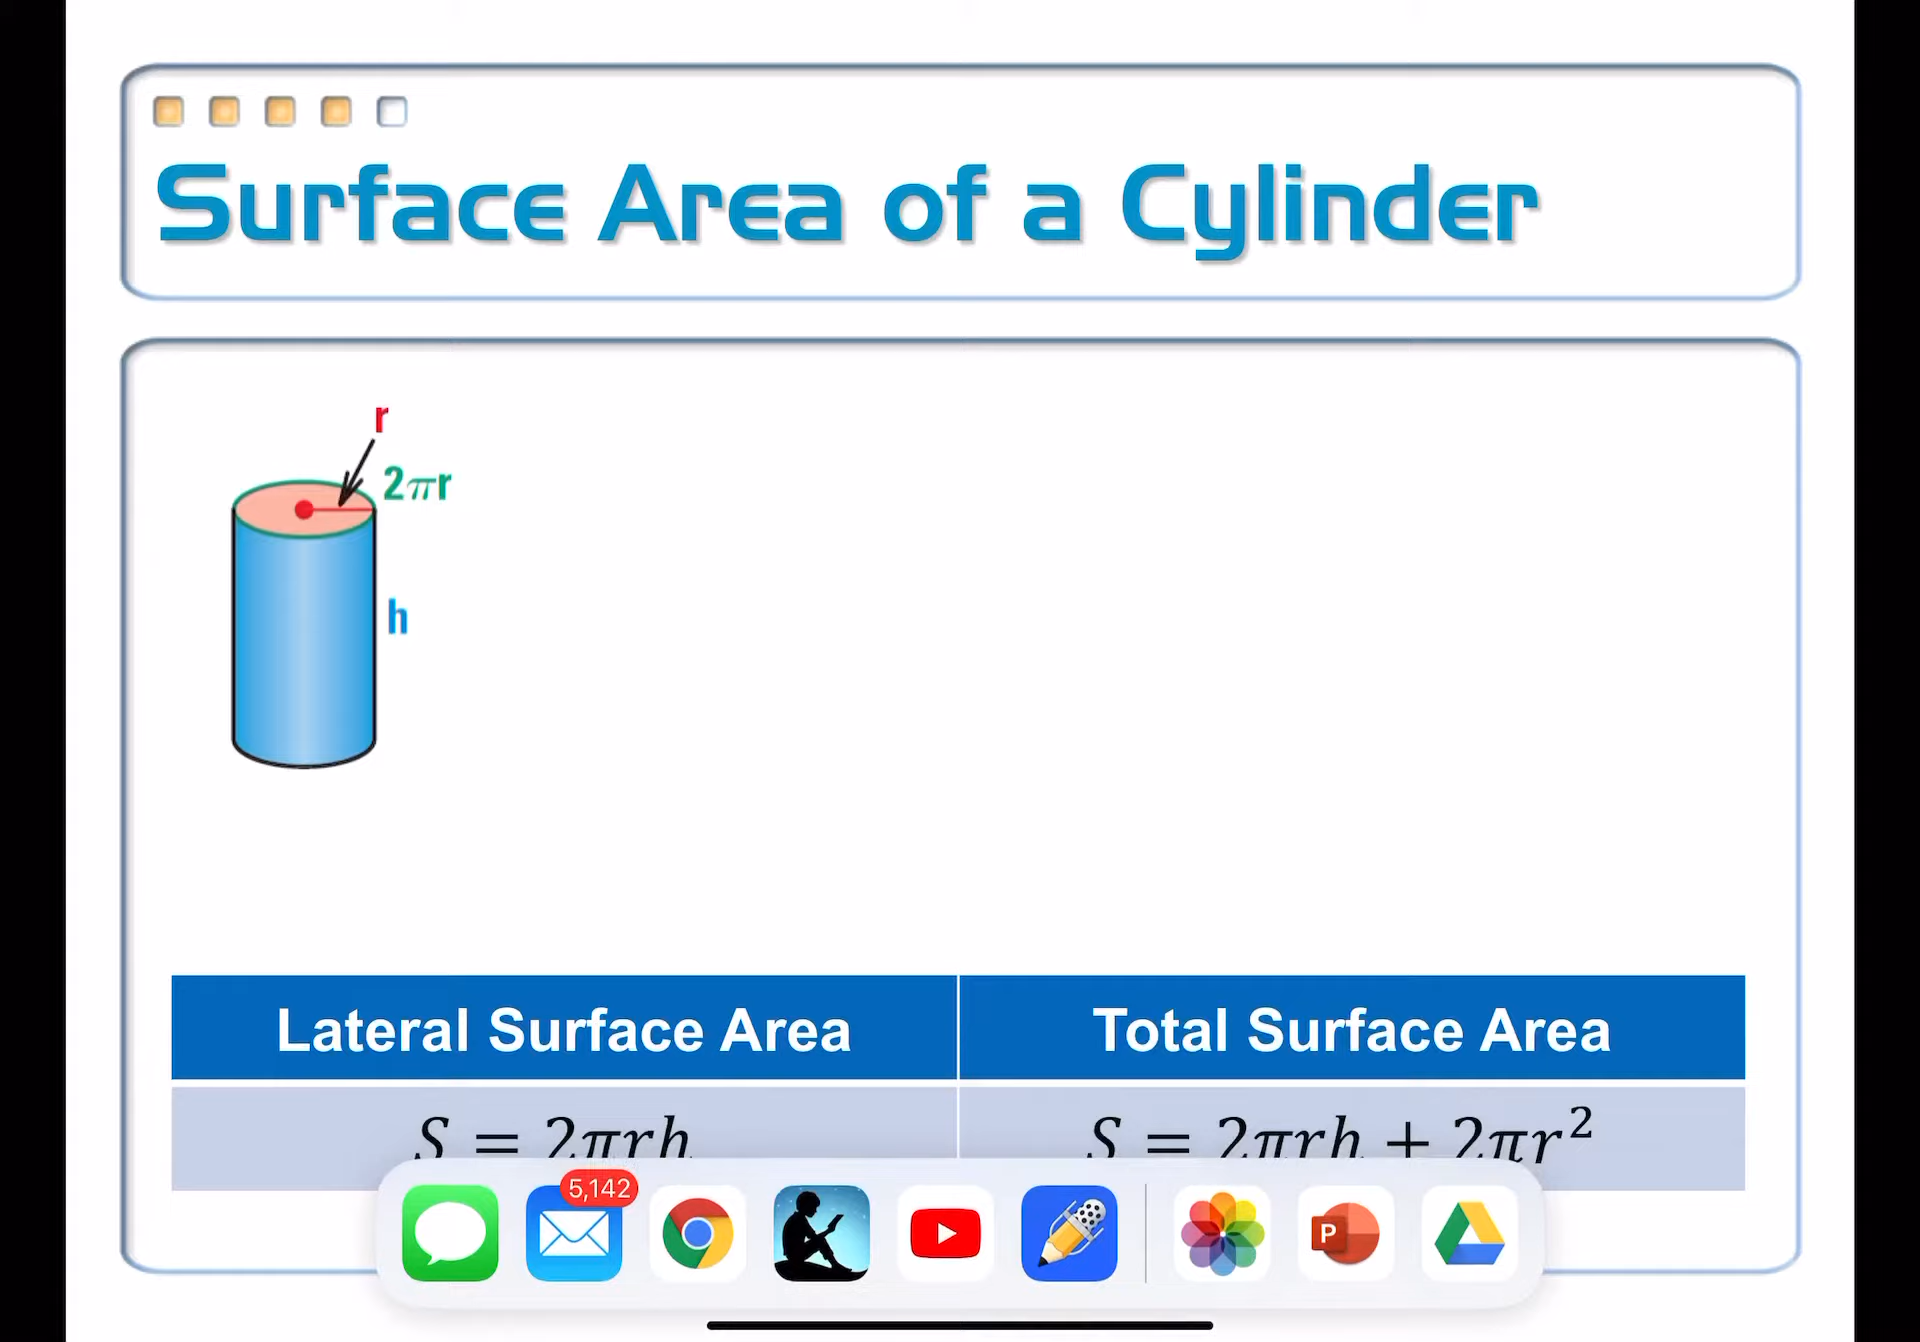 Surface Area of a Cylinder
r
2πr
h
Lateral Surface Area Total Surface Area
S = 2πrh S = 2πrh + 2πr²
5,142
P